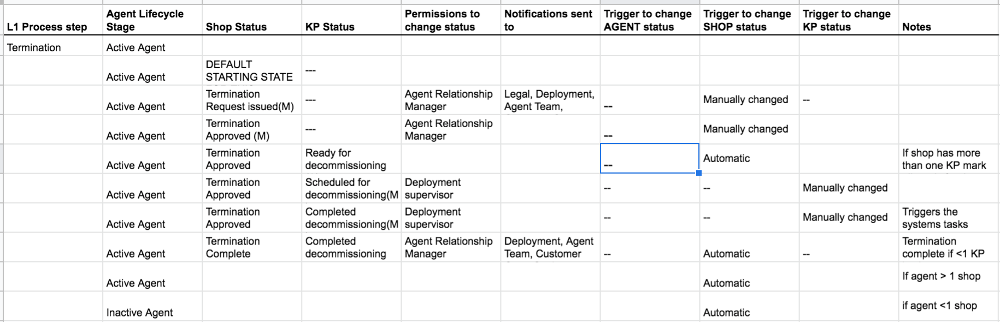 L1 Process step
Agent Lifecycle
Stage
Shop Status
KP Status
Permissions to
change status
Notifications sent
to
Trigger to change
AGENT status
Trigger to change
SHOP status
Trigger to change
KP status
Notes
Termination
Active Agent
Active Agent
DEFAULT
STARTING STATE
---
Active Agent
Termination
Request issued(M)
---
Agent Relationship
Manager
Legal, Deployment,
Agent Team,
--
Manually changed
--
Active Agent
Termination
Approved (M)
---
Agent Relationship
Manager
--
Manually changed
Active Agent
Termination
Approved
Ready for
decommissioning
--
Automatic
If shop has more
than one KP mark
Active Agent
Termination
Approved
Scheduled for
decommissioning(M
Deployment
supervisor
--
--
Manually changed
Active Agent
Termination
Approved
Completed
decommissioning(M
Deployment
supervisor
--
--
Manually changed
Triggers the
systems tasks
Active Agent
Termination
Complete
Completed
decommissioning
Agent Relationship
Manager
Deployment, Agent
Team, Customer
--
Automatic
--
Termination
complete if <1 KP
Active Agent
Automatic
If agent > 1 shop
Inactive Agent
Automatic
if agent <1 shop